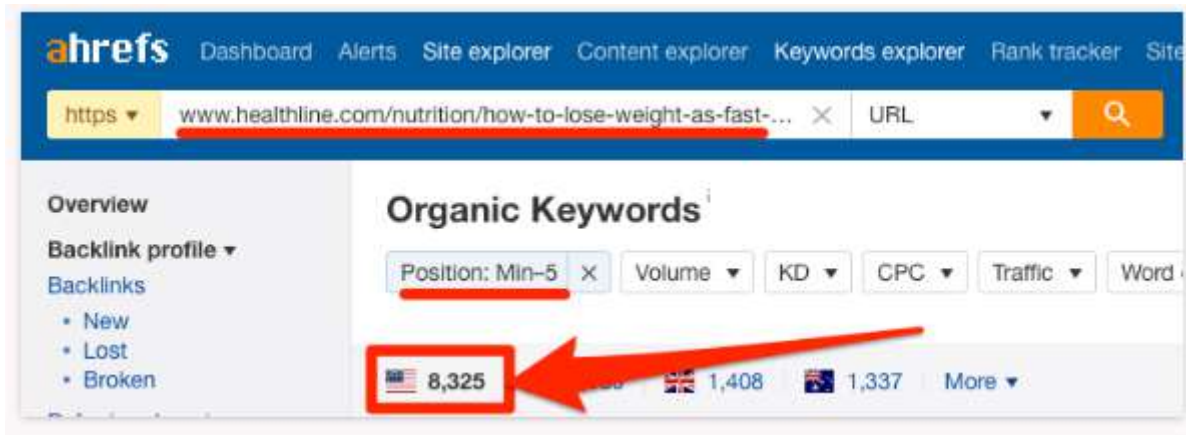 ahrefs Dashboard Alerts Site explorer Content explorer Keywords explorer Rank tracker Site
https www.healthline.com/nutrition/how-to-lose-weight-as-fast-... URL
Overview
Organic Keywords
Backlink profile
Position: Min–5 Volume KD CPC Traffic Word
Backlinks
New
Lost
Broken
8,325 1,408 1,337 More